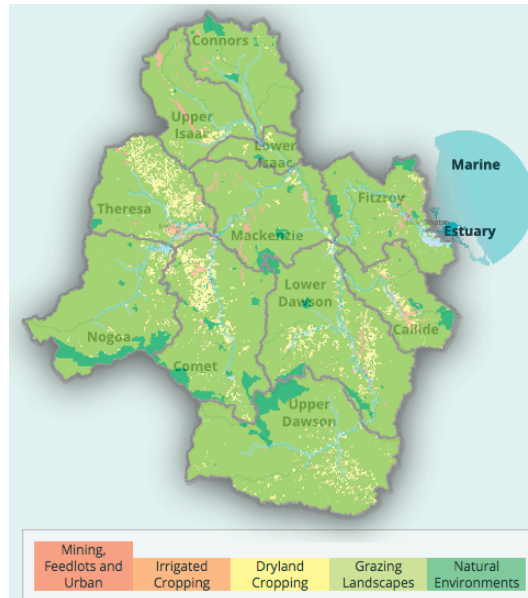 Connors
Upper
Isaac
Lower
Isaac
Marine
Fitzroy
Theresa
Estuary
Mackenzie
Lower
Dawson
Callide
Nogoa
Comet
Upper
Dawson
Mining,
Feedlots and
Urban
Irrigated
Cropping
Dryland
Cropping
Grazing
Landscapes
Natural
Environments